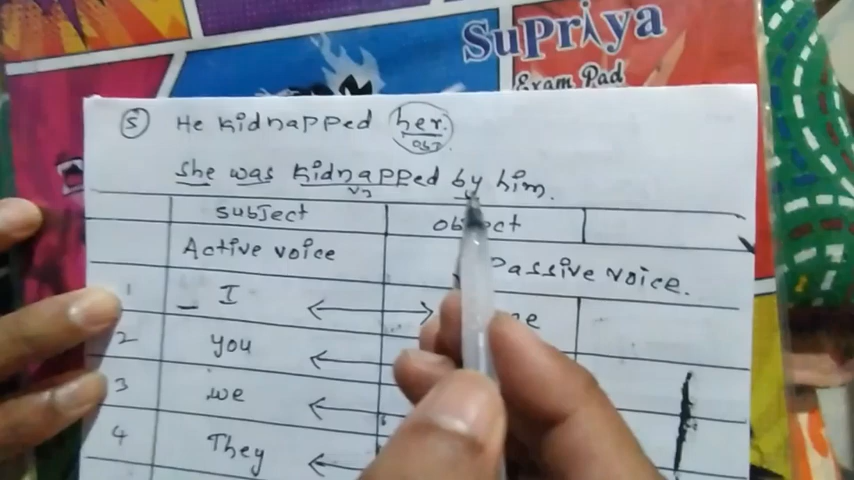 Supriya
Exam Pad
5 He kidnapped her.
obj
She was kidnapped by him.
v3
subject object
Active voice Passive voice.
1 I
2 you
3 we
4 They